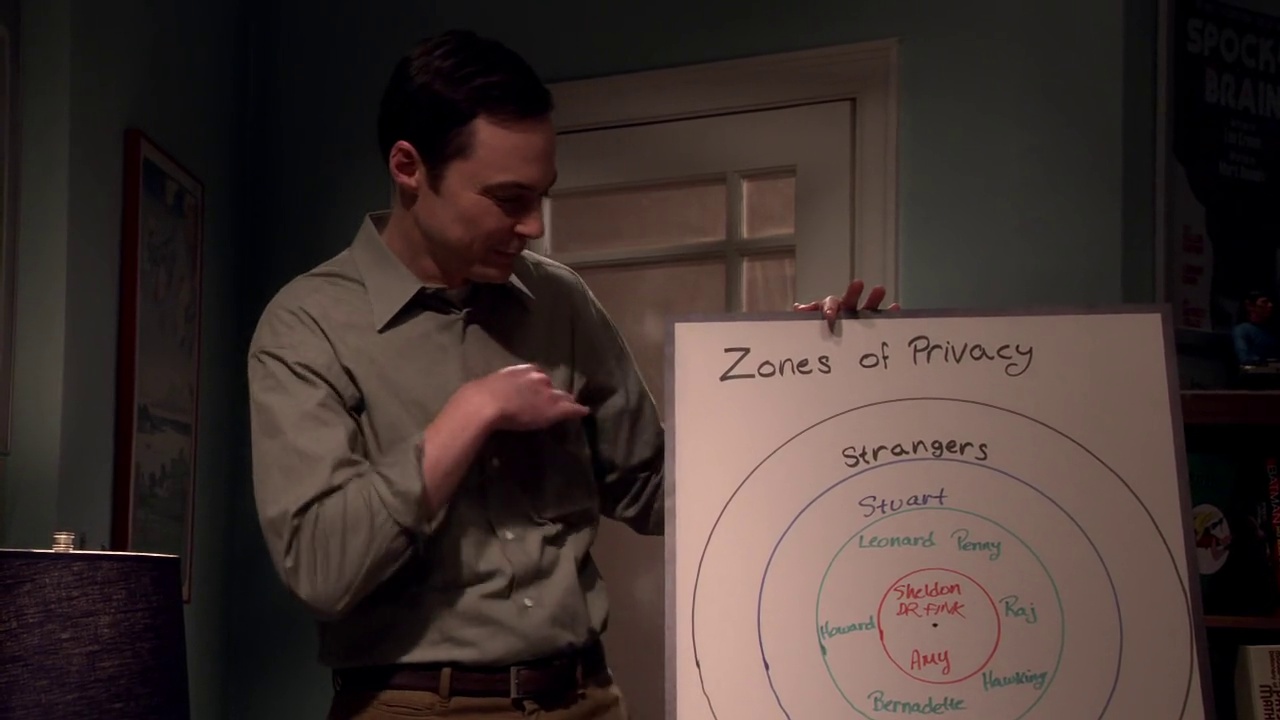 SPOCK
BRAIN
Zones of Privacy
Strangers
Stuart
Leonard Penny
Sheldon
DR FINK
Raj
Howard
Amy
Hawking
Bernadette